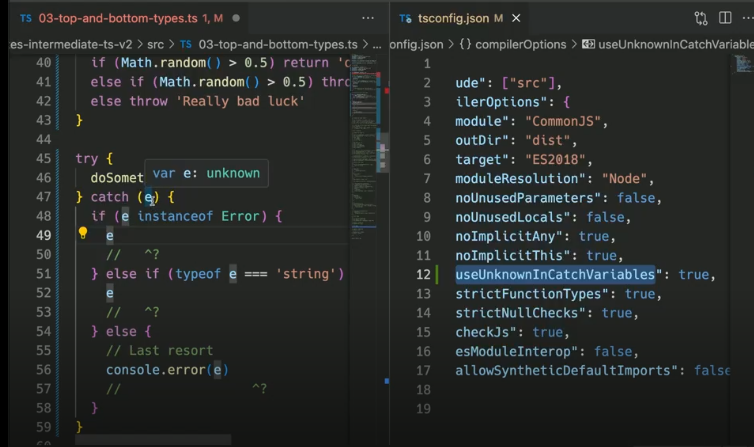 TS 03-top-and-bottom-types.ts 1, M
es-intermediate-ts-v2 > src > TS 03-top-and-bottom-types.ts > ...
40 if (Math.random() > 0.5) return 'o
41 else if (Math.random() > 0.5) thro
42 else throw 'Really bad luck'
43 }
44
45 try {
46 doSomet
var e: unknown
47 } catch (e) {
48 if (e instanceof Error) {
49 e
50 // ^?
51 } else if (typeof e === 'string')
52 e
53 // ^?
54 } else {
55 // Last resort
56 console.error(e)
57 // ^?
58 }
59 }
60
TS tsconfig.json M ×
onfig.json > {} compilerOptions > useUnknownInCatchVariable
1
2 ude": ["src"],
3 ilerOptions": {
4 module": "CommonJS",
5 outDir": "dist",
6 target": "ES2018",
7 moduleResolution": "Node",
8 noUnusedParameters": false,
9 noUnusedLocals": false,
10 noImplicitAny": true,
11 noImplicitThis": true,
12 useUnknownInCatchVariables": true,
13 strictFunctionTypes": true,
14 strictNullChecks": true,
15 checkJs": true,
16 esModuleInterop": false,
17 allowSyntheticDefaultImports": false
18
19